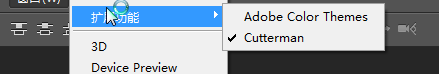 扩展功能
Adobe Color Themes
Cutterman
3D
Device Preview